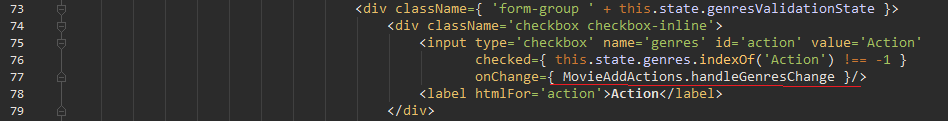 73 <div className={ 'form-group ' + this.state.genresValidationState }>
74 <div className='checkbox checkbox-inline'>
75 <input type='checkbox' name='genres' id='action' value='Action'
76 checked={ this.state.genres.indexOf('Action') !== -1 }
77 onChange={ MovieAddActions.handleGenresChange }/>
78 <label htmlFor='action'>Action</label>
79 </div>